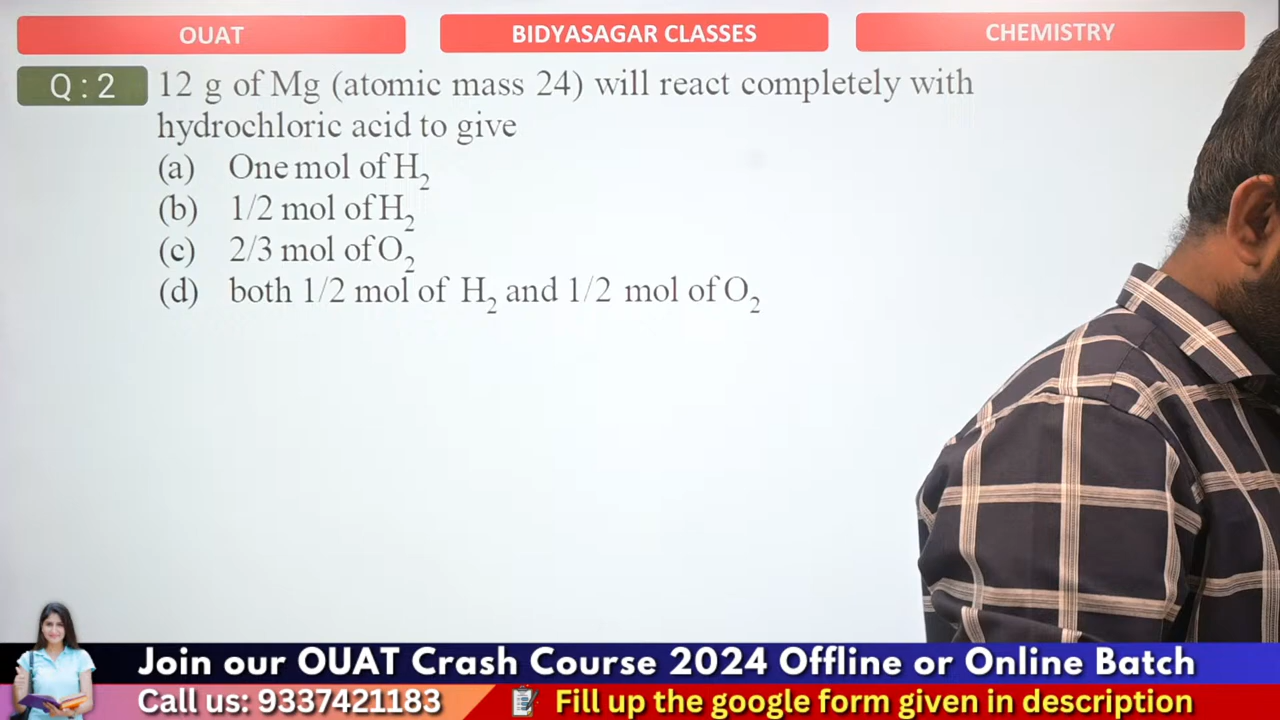 OUAT
BIDYASAGAR CLASSES
CHEMISTRY
Q : 2
12 g of Mg (atomic mass 24) will react completely with
hydrochloric acid to give
(a) One mol of H₂
(b) 1/2 mol of H₂
(c) 2/3 mol of O₂
(d) both 1/2 mol of H₂ and 1/2 mol of O₂
Join our OUAT Crash Course 2024 Offline or Online Batch
Call us: 9337421183
Fill up the google form given in description